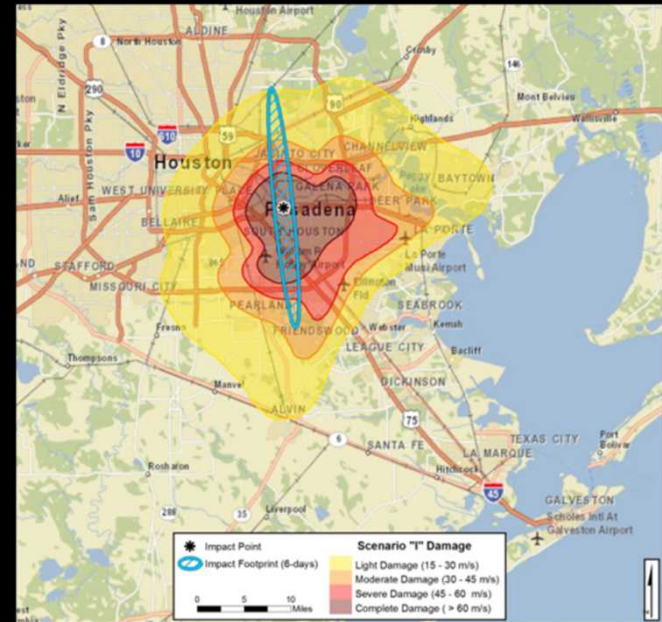 Houston Airport
ALDINE
8
North Houston
N Eldridge Pkwy
290
Crosby
146
90
Mont Belvieu
Highlands
Wallisville
59
610
10
CHANNELVIEW
JACINTO CITY
CLOVERLEAF
Houston
GALENA PARK
BAYTOWN
Sam Houston Pkwy
WEST UNIVERSITY PLACE
DEER PARK
Alief
Pasadena
BELLAIRE
SOUTH HOUSTON
LA PORTE
La Porte
Muni Airport
STAFFORD
Ellington
Fld
MISSOURI CITY
SEABROOK
PEARLAND
Fresno
FRIENDSWOOD
Webster
Kemah
LEAGUE CITY
Bacliff
Thompsons
DICKINSON
Manvel
ALVIN
75
6
TEXAS CITY
Port
Bolivar
SANTA FE
LA MARQUE
Rosharon
Hitchcock
45
GALVESTON
288
35
Liverpool
Scholes Intl At
Galveston Airport
Impact Point
Impact Footprint (6-days)
0 5 10
Miles
Scenario "I" Damage
Light Damage (15 - 30 m/s)
Moderate Damage (30 - 45 m/s)
Severe Damage (45 - 60 m/s)
Complete Damage ( > 60 m/s)